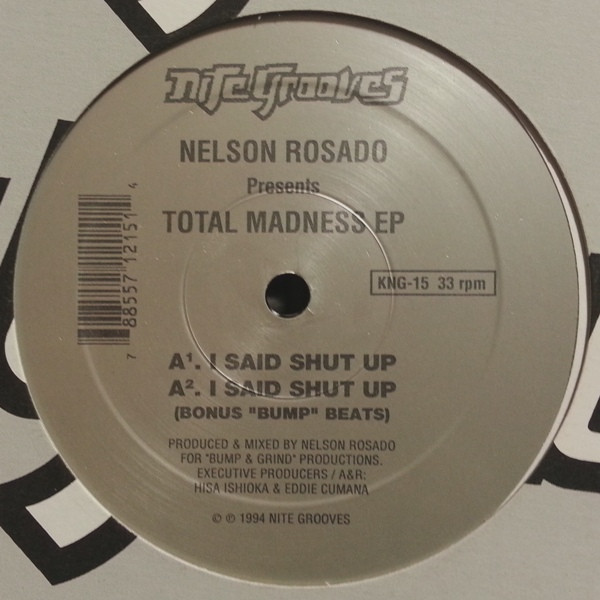 NiTe Grooves
NELSON ROSADO
Presents
TOTAL MADNESS EP
KNG-15 33 rpm
7 88557 12151 4
A¹. I SAID SHUT UP
A². I SAID SHUT UP
(BONUS "BUMP" BEATS)
PRODUCED & MIXED BY NELSON ROSADO
FOR "BUMP & GRIND" PRODUCTIONS.
EXECUTIVE PRODUCERS / A&R:
HISA ISHIOKA & EDDIE CUMANA
© ℗ 1994 NITE GROOVES